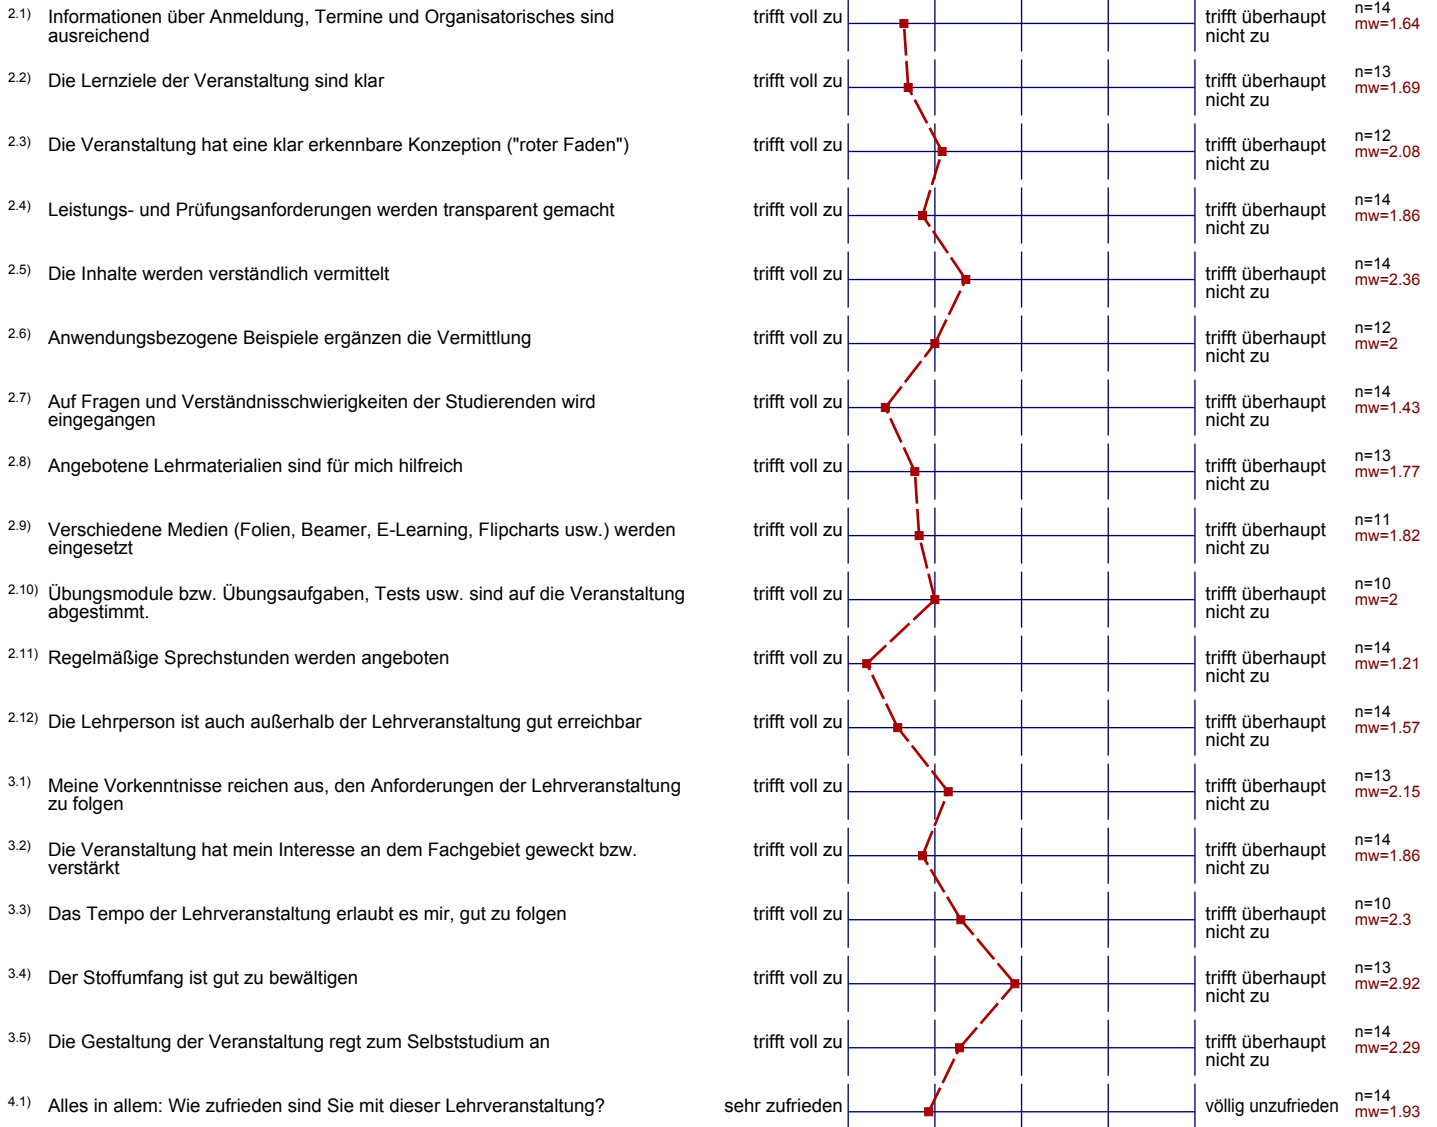 2.1) Informationen über Anmeldung, Termine und Organisatorisches sind trifft voll zu trifft überhaupt n=14
ausreichend nicht zu mw=1.64
2.2) Die Lernziele der Veranstaltung sind klar trifft voll zu trifft überhaupt n=13
nicht zu mw=1.69
2.3) Die Veranstaltung hat eine klar erkennbare Konzeption ("roter Faden") trifft voll zu trifft überhaupt n=12
nicht zu mw=2.08
2.4) Leistungs- und Prüfungsanforderungen werden transparent gemacht trifft voll zu trifft überhaupt n=14
nicht zu mw=1.86
2.5) Die Inhalte werden verständlich vermittelt trifft voll zu trifft überhaupt n=14
nicht zu mw=2.36
2.6) Anwendungsbezogene Beispiele ergänzen die Vermittlung trifft voll zu trifft überhaupt n=12
nicht zu mw=2
2.7) Auf Fragen und Verständnisschwierigkeiten der Studierenden wird trifft voll zu trifft überhaupt n=14
eingegangen nicht zu mw=1.43
2.8) Angebotene Lehrmaterialien sind für mich hilfreich trifft voll zu trifft überhaupt n=13
nicht zu mw=1.77
2.9) Verschiedene Medien (Folien, Beamer, E-Learning, Flipcharts usw.) werden trifft voll zu trifft überhaupt n=11
eingesetzt nicht zu mw=1.82
2.10) Übungsmodule bzw. Übungsaufgaben, Tests usw. sind auf die Veranstaltung trifft voll zu trifft überhaupt n=10
abgestimmt. nicht zu mw=2
2.11) Regelmäßige Sprechstunden werden angeboten trifft voll zu trifft überhaupt n=14
nicht zu mw=1.21
2.12) Die Lehrperson ist auch außerhalb der Lehrveranstaltung gut erreichbar trifft voll zu trifft überhaupt n=14
nicht zu mw=1.57
3.1) Meine Vorkenntnisse reichen aus, den Anforderungen der Lehrveranstaltung trifft voll zu trifft überhaupt n=13
zu folgen nicht zu mw=2.15
3.2) Die Veranstaltung hat mein Interesse an dem Fachgebiet geweckt bzw. trifft voll zu trifft überhaupt n=14
verstärkt nicht zu mw=1.86
3.3) Das Tempo der Lehrveranstaltung erlaubt es mir, gut zu folgen trifft voll zu trifft überhaupt n=10
nicht zu mw=2.3
3.4) Der Stoffumfang ist gut zu bewältigen trifft voll zu trifft überhaupt n=13
nicht zu mw=2.92
3.5) Die Gestaltung der Veranstaltung regt zum Selbststudium an trifft voll zu trifft überhaupt n=14
nicht zu mw=2.29
4.1) Alles in allem: Wie zufrieden sind Sie mit dieser Lehrveranstaltung? sehr zufrieden völlig unzufrieden n=14
mw=1.93